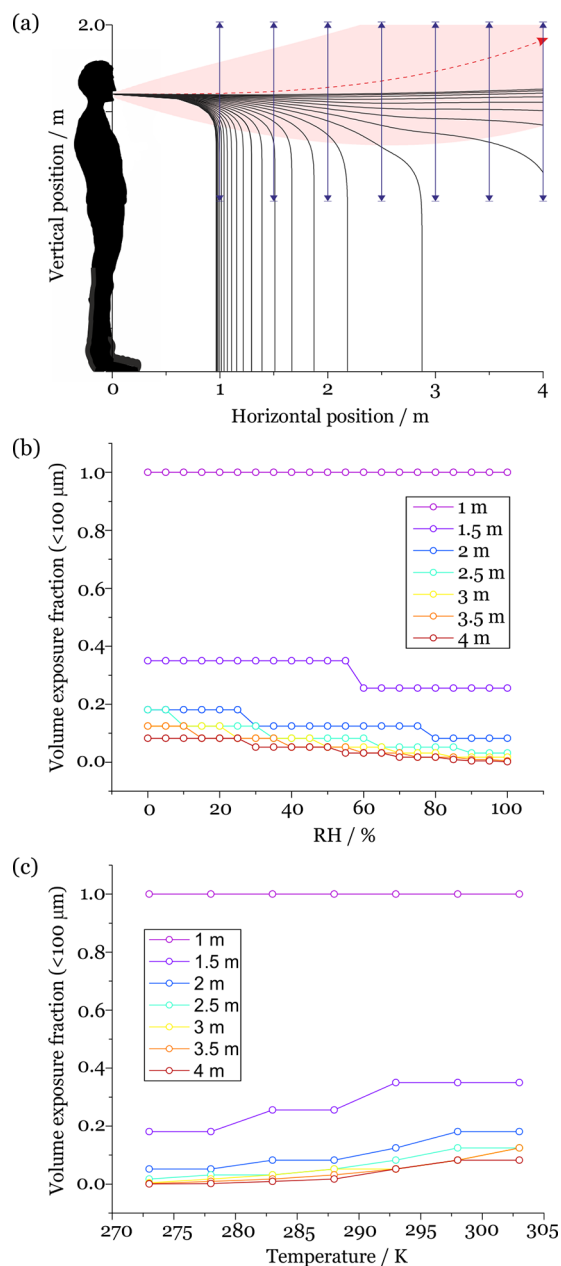 (a)
2.0
Vertical position / m
0
1
2
3
4
Horizontal position / m
(b)
1.0
0.8
0.6
0.4
0.2
0.0
Volume exposure fraction (<100 μm)
1 m
1.5 m
2 m
2.5 m
3 m
3.5 m
4 m
0
20
40
60
80
100
RH / %
(c)
1.0
0.8
0.6
0.4
0.2
0.0
Volume exposure fraction (<100 μm)
1 m
1.5 m
2 m
2.5 m
3 m
3.5 m
4 m
270
275
280
285
290
295
300
305
Temperature / K